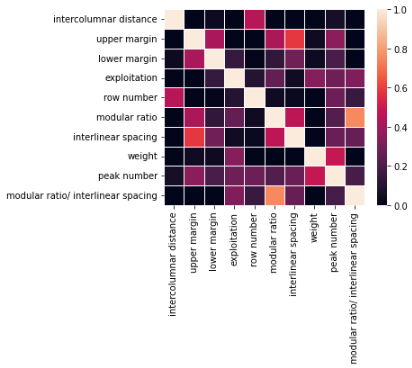 intercolumnar distance
upper margin
lower margin
exploitation
row number
modular ratio
interlinear spacing
weight
peak number
modular ratio/ interlinear spacing
1.0
0.8
0.6
0.4
0.2
0.0
intercolumnar distance
upper margin
lower margin
exploitation
row number
modular ratio
interlinear spacing
weight
peak number
modular ratio/ interlinear spacing